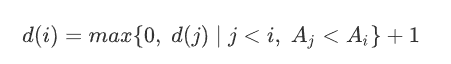 d(i) = max{0, d(j) | j < i, A_j < A_i} + 1